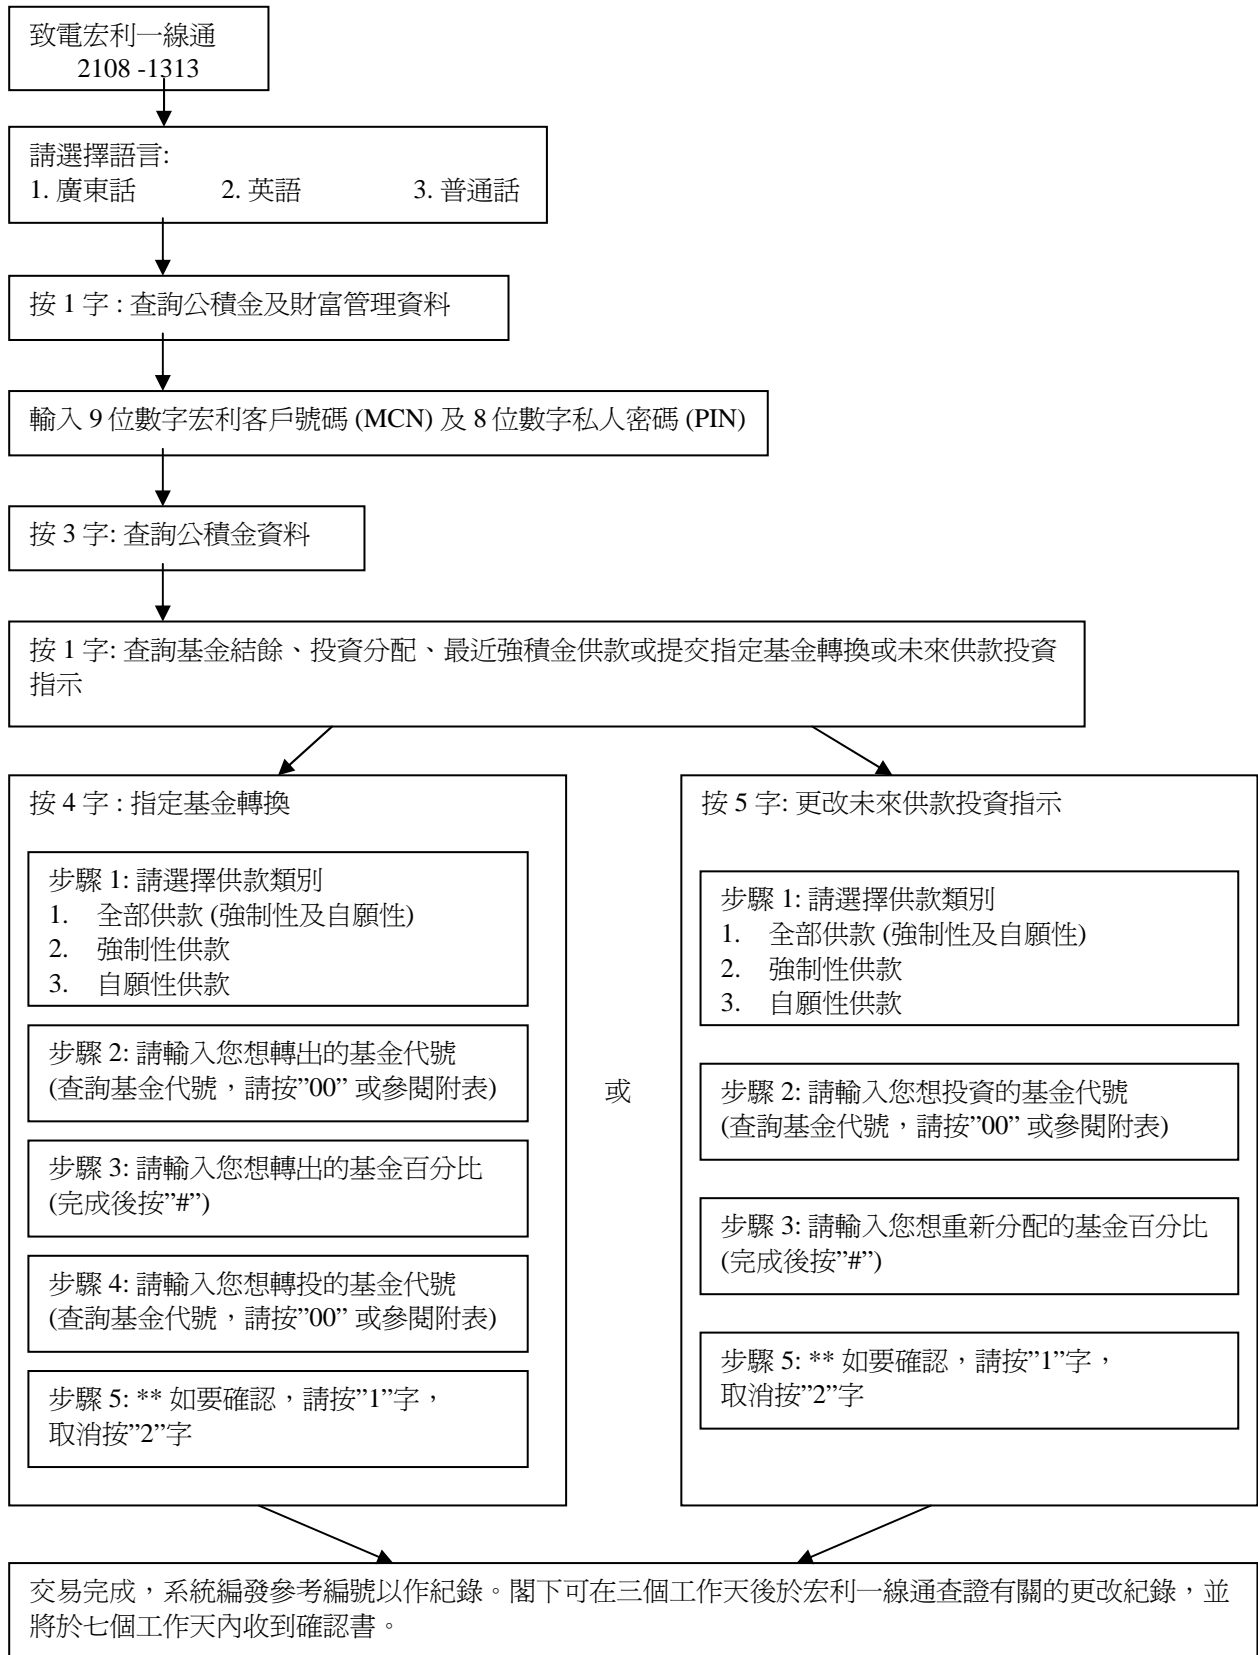 致電宏利一線通
2108 -1313
請選擇語言:
1. 廣東話 2. 英語 3. 普通話
按 1 字 : 查詢公積金及財富管理資料
輸入 9 位數字宏利客戶號碼 (MCN) 及 8 位數字私人密碼 (PIN)
按 3 字: 查詢公積金資料
按 1 字: 查詢基金結餘、投資分配、最近強積金供款或提交指定基金轉換或未來供款投資
指示
按 4 字 : 指定基金轉換
步驟 1: 請選擇供款類別
1. 全部供款 (強制性及自願性)
2. 強制性供款
3. 自願性供款
步驟 2: 請輸入您想轉出的基金代號
(查詢基金代號，請按”00” 或參閱附表)
步驟 3: 請輸入您想轉出的基金百分比
(完成後按”#”)
步驟 4: 請輸入您想轉投的基金代號
(查詢基金代號，請按”00” 或參閱附表)
步驟 5: ** 如要確認，請按”1”字，
取消按”2”字
或
按 5 字: 更改未來供款投資指示
步驟 1: 請選擇供款類別
1. 全部供款 (強制性及自願性)
2. 強制性供款
3. 自願性供款
步驟 2: 請輸入您想投資的基金代號
(查詢基金代號，請按”00” 或參閱附表)
步驟 3: 請輸入您想重新分配的基金百分比
(完成後按”#”)
步驟 5: ** 如要確認，請按”1”字，
取消按”2”字
交易完成，系統編發參考編號以作紀錄。閣下可在三個工作天後於宏利一線通查證有關的更改紀錄，並
將於七個工作天內收到確認書。